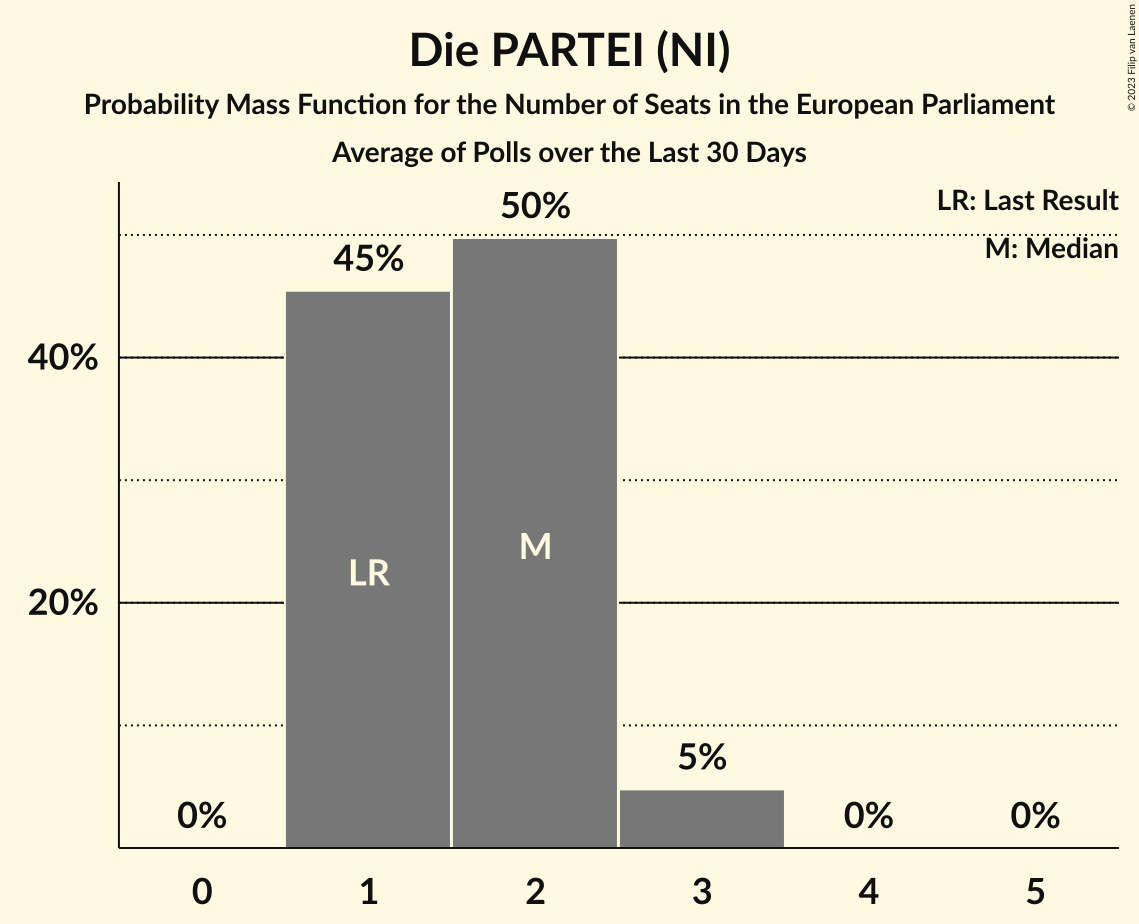 Die PARTEI (NI)
Probability Mass Function for the Number of Seats in the European Parliament
Average of Polls over the Last 30 Days
© 2023 Filip van Laenen
LR: Last Result
M: Median
50%
45%
40%
M
LR
20%
5%
0%
0%
0%
0
1
2
3
4
5